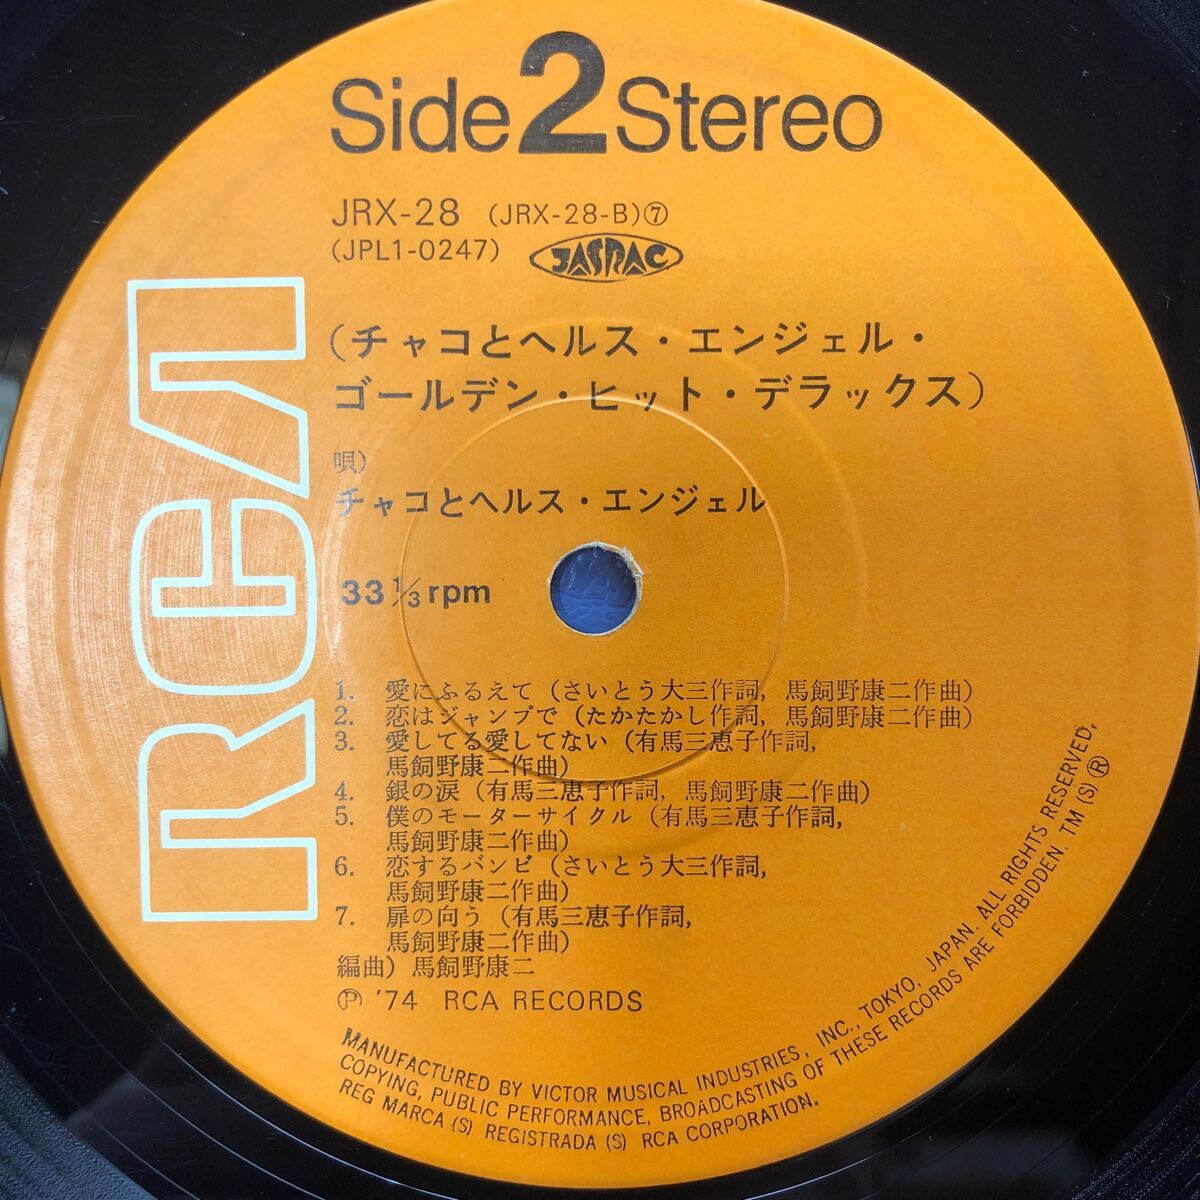 Side 2 Stereo
JRX-28 (JRX-28-B)⑦
(JPL1-0247) JASRAC
RCA
(チャコとヘルス・エンジェル・
ゴールデン・ヒット・デラックス)
唄)
チャコとヘルス・エンジェル
33 1/3 rpm
1. 愛にふるえて (さいとう大三作詞, 馬飼野康二作曲)
2. 恋はジャンプで (たかたかし作詞, 馬飼野康二作曲)
3. 愛してる愛してない (有馬三恵子作詞,
馬飼野康二作曲)
4. 銀の涙 (有馬三恵子作詞, 馬飼野康二作曲)
5. 僕のモーターサイクル (有馬三恵子作詞,
馬飼野康二作曲)
6. 恋するバンビ (さいとう大三作詞,
馬飼野康二作曲)
7. 扉の向う (有馬三恵子作詞,
馬飼野康二作曲)
編曲) 馬飼野康二
Ⓟ '74 RCA RECORDS
MANUFACTURED BY VICTOR MUSICAL INDUSTRIES, INC., TOKYO, JAPAN. ALL RIGHTS RESERVED,
COPYING, PUBLIC PERFORMANCE, BROADCASTING OF THESE RECORDS ARE FORBIDDEN. TM (S) ®
REG MARCA (S) REGISTRADA (S) RCA CORPORATION.